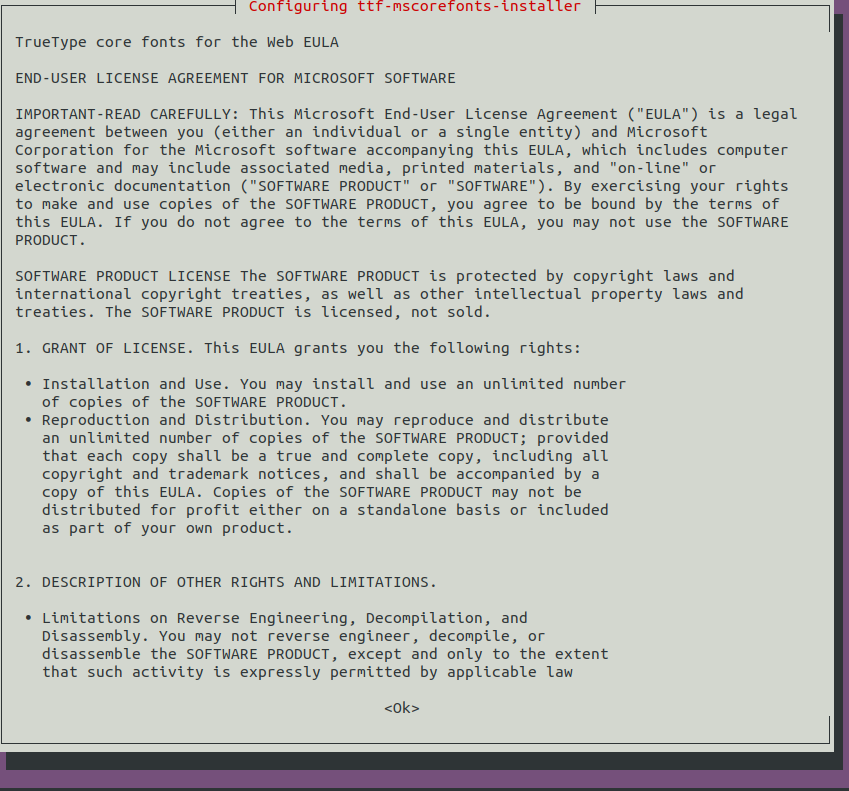 Configuring ttf-mscorefonts-installer
TrueType core fonts for the Web EULA
END-USER LICENSE AGREEMENT FOR MICROSOFT SOFTWARE
IMPORTANT-READ CAREFULLY: This Microsoft End-User License Agreement ("EULA") is a legal
agreement between you (either an individual or a single entity) and Microsoft
Corporation for the Microsoft software accompanying this EULA, which includes computer
software and may include associated media, printed materials, and "on-line" or
electronic documentation ("SOFTWARE PRODUCT" or "SOFTWARE"). By exercising your rights
to make and use copies of the SOFTWARE PRODUCT, you agree to be bound by the terms of
this EULA. If you do not agree to the terms of this EULA, you may not use the SOFTWARE
PRODUCT.
SOFTWARE PRODUCT LICENSE The SOFTWARE PRODUCT is protected by copyright laws and
international copyright treaties, as well as other intellectual property laws and
treaties. The SOFTWARE PRODUCT is licensed, not sold.
1. GRANT OF LICENSE. This EULA grants you the following rights:
• Installation and Use. You may install and use an unlimited number
of copies of the SOFTWARE PRODUCT.
• Reproduction and Distribution. You may reproduce and distribute
an unlimited number of copies of the SOFTWARE PRODUCT; provided
that each copy shall be a true and complete copy, including all
copyright and trademark notices, and shall be accompanied by a
copy of this EULA. Copies of the SOFTWARE PRODUCT may not be
distributed for profit either on a standalone basis or included
as part of your own product.
2. DESCRIPTION OF OTHER RIGHTS AND LIMITATIONS.
• Limitations on Reverse Engineering, Decompilation, and
Disassembly. You may not reverse engineer, decompile, or
disassemble the SOFTWARE PRODUCT, except and only to the extent
that such activity is expressly permitted by applicable law
<Ok>